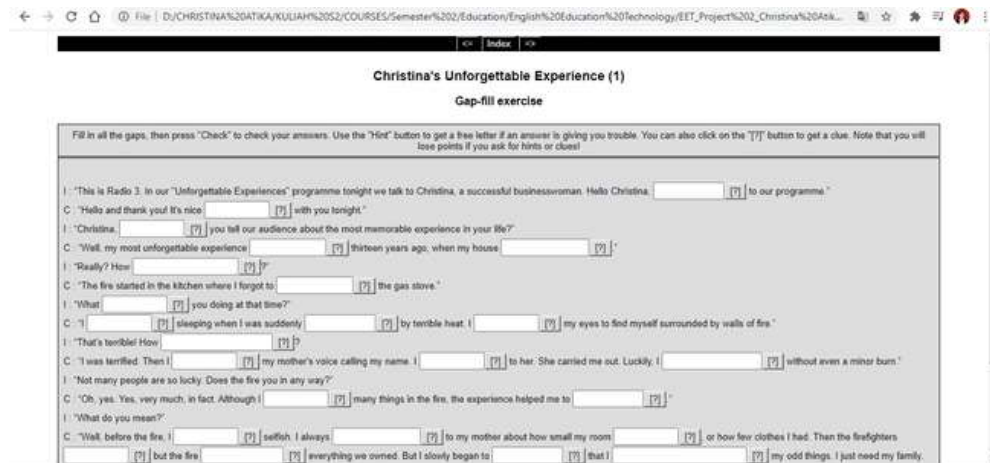 File | D:/CHRISTINA%20ATIKA/KULIAH%20S2/COURSES/Semester%202/Education/English%20Education%20Technology/EET_Project%202_Christina%20Atik...
<= Index =>
Christina's Unforgettable Experience (1)
Gap-fill exercise
Fill in all the gaps, then press "Check" to check your answers. Use the "Hint" button to get a free letter if an answer is giving you trouble. You can also click on the "[?]" button to get a clue. Note that you will
lose points if you ask for hints or clues!
I : "This is Radio 3. In our "Unforgettable Experiences" programme tonight we talk to Christina, a successful businesswoman. Hello Christina, [?] to our programme."
C : "Hello and thank you! It's nice [?] with you tonight."
I : "Christina, [?] you tell our audience about the most memorable experience in your life?"
C : "Well, my most unforgettable experience [?] thirteen years ago, when my house [?] ."
I : "Really? How [?] ?"
C : "The fire started in the kitchen where I forgot to [?] the gas stove."
I : "What [?] you doing at that time?"
C : "I [?] sleeping when I was suddenly [?] by terrible heat. I [?] my eyes to find myself surrounded by walls of fire."
I : "That's terrible! How [?] ?
C : "I was terrified. Then I [?] my mother's voice calling my name. I [?] to her. She carried me out. Luckily, I [?] without even a minor burn."
I : "Not many people are so lucky. Does the fire you in any way?"
C : "Oh, yes. Yes, very much, in fact. Although I [?] many things in the fire, the experience helped me to [?] "
I : "What do you mean?"
C : "Well, before the fire, I [?] selfish. I always [?] to my mother about how small my room [?] , or how few clothes I had. Then the firefighters
[?] but the fire [?] everything we owned. But I slowly began to [?] that I [?] my odd things. I just need my family.